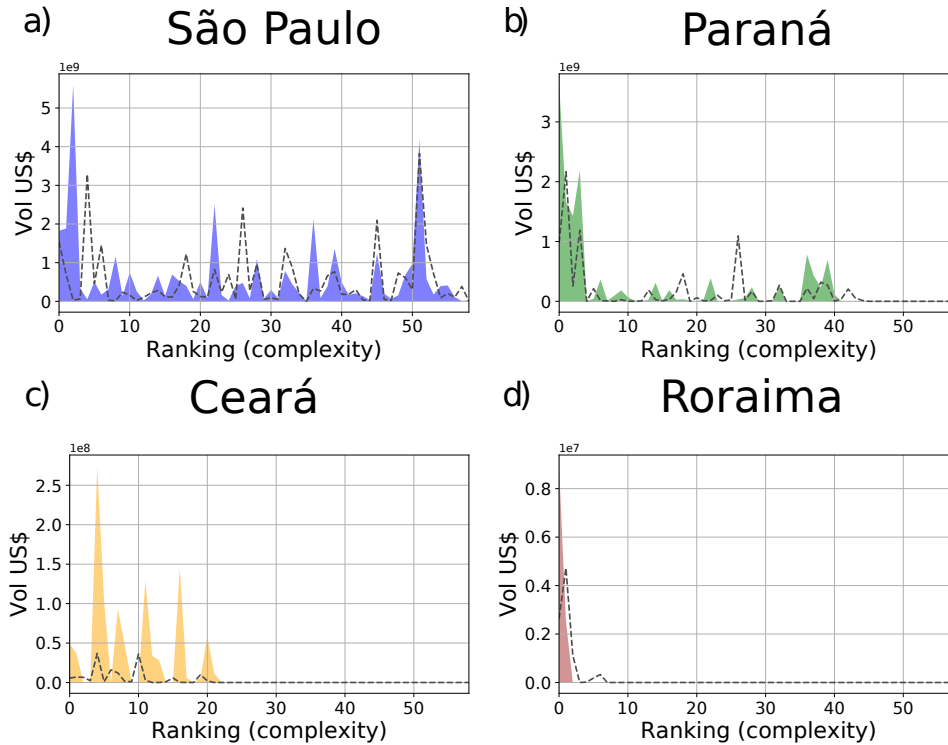 a) São Paulo
1e9
5
4
3
2
1
0
Vol US$
0 10 20 30 40 50
Ranking (complexity)
b) Paraná
1e9
3
2
1
0
Vol US$
0 10 20 30 40 50
Ranking (complexity)
c) Ceará
1e8
2.5
2.0
1.5
1.0
0.5
0.0
Vol US$
0 10 20 30 40 50
Ranking (complexity)
d) Roraima
1e7
0.8
0.6
0.4
0.2
0.0
Vol US$
0 10 20 30 40 50
Ranking (complexity)